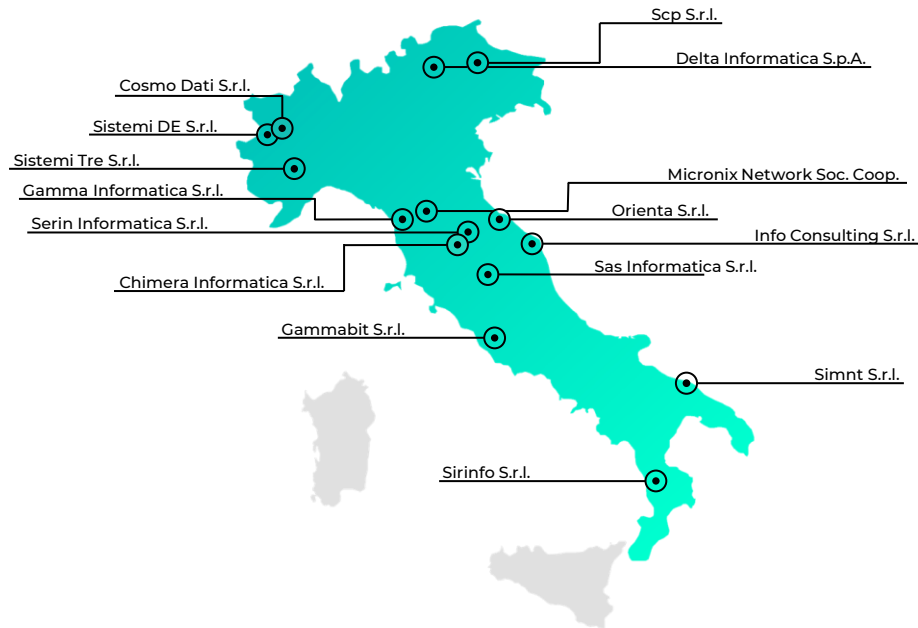 Scp S.r.l.
Delta Informatica S.p.A.
Cosmo Dati S.r.l.
Sistemi DE S.r.l.
Sistemi Tre S.r.l.
Micronix Network Soc. Coop.
Gamma Informatica S.r.l.
Orienta S.r.l.
Serin Informatica S.r.l.
Info Consulting S.r.l.
Sas Informatica S.r.l.
Chimera Informatica S.r.l.
Gammabit S.r.l.
Simnt S.r.l.
Sirinfo S.r.l.